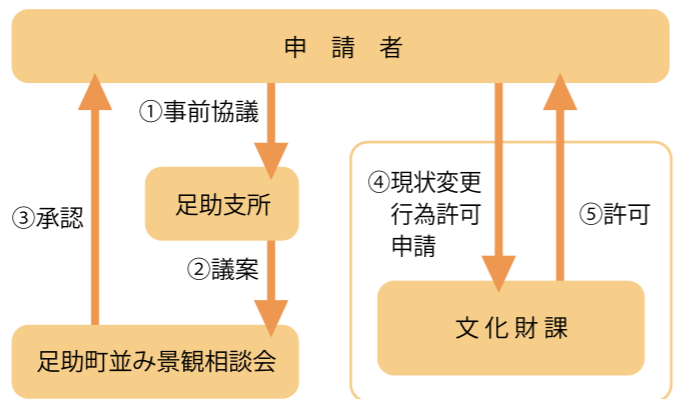 申請者
①事前協議
足助支所
②議案
③承認
足助町並み景観相談会
④現状変更
行為許可
申請
⑤許可
文化財課